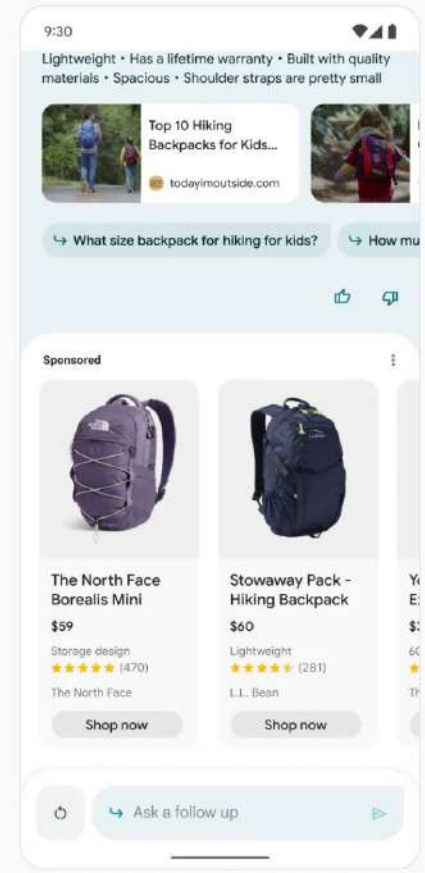 9:30
Lightweight • Has a lifetime warranty • Built with quality
materials • Spacious • Shoulder straps are pretty small
Top 10 Hiking
Backpacks for Kids...
todayimoutside.com
What size backpack for hiking for kids?
How mu
Sponsored
The North Face
Borealis Mini
$59
Storage design
(470)
The North Face
Shop now
Stowaway Pack -
Hiking Backpack
$60
Lightweight
(281)
L.L. Bean
Shop now
Ask a follow up